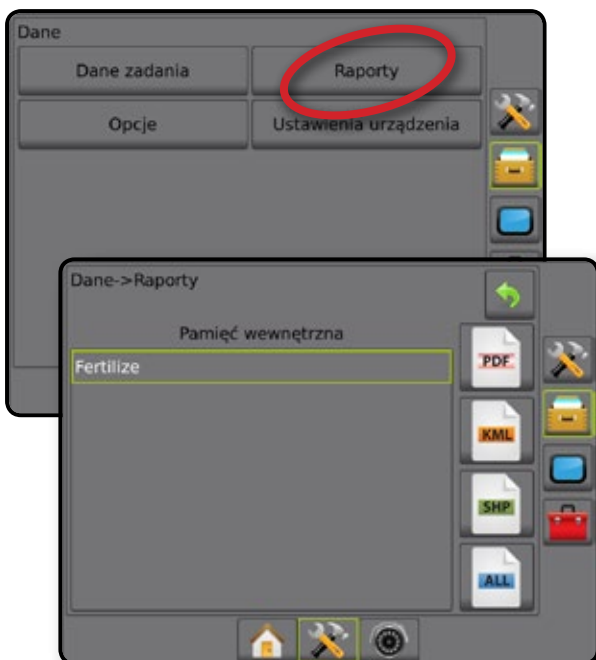 Dane
Dane zadania
Raporty
Opcje
Ustawienia urządzenia
Dane->Raporty
Pamięć wewnętrzna
Fertilize
PDF
KML
SHP
ALL